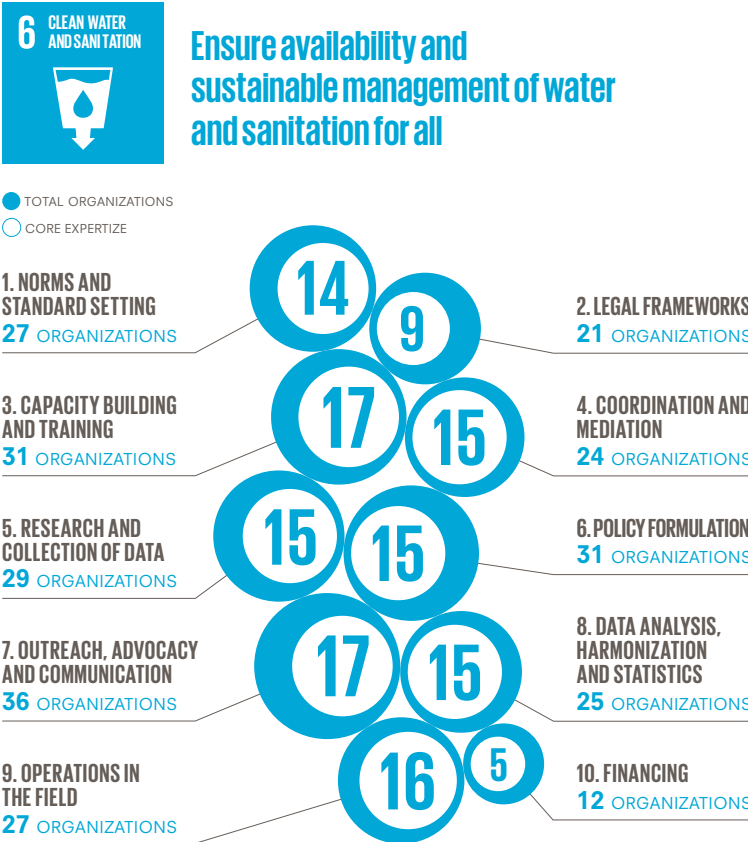 6 CLEAN WATER
AND SANITATION
Ensure availability and
sustainable management of water
and sanitation for all
TOTAL ORGANIZATIONS
CORE EXPERTIZE
1. NORMS AND
STANDARD SETTING
27 ORGANIZATIONS
14
9
2. LEGAL FRAMEWORKS
21 ORGANIZATIONS
3. CAPACITY BUILDING
AND TRAINING
31 ORGANIZATIONS
17
15
4. COORDINATION AND
MEDIATION
24 ORGANIZATIONS
5. RESEARCH AND
COLLECTION OF DATA
29 ORGANIZATIONS
15
15
6. POLICY FORMULATION
31 ORGANIZATIONS
7. OUTREACH, ADVOCACY
AND COMMUNICATION
36 ORGANIZATIONS
17
15
8. DATA ANALYSIS,
HARMONIZATION
AND STATISTICS
25 ORGANIZATIONS
9. OPERATIONS IN
THE FIELD
27 ORGANIZATIONS
16
5
10. FINANCING
12 ORGANIZATIONS